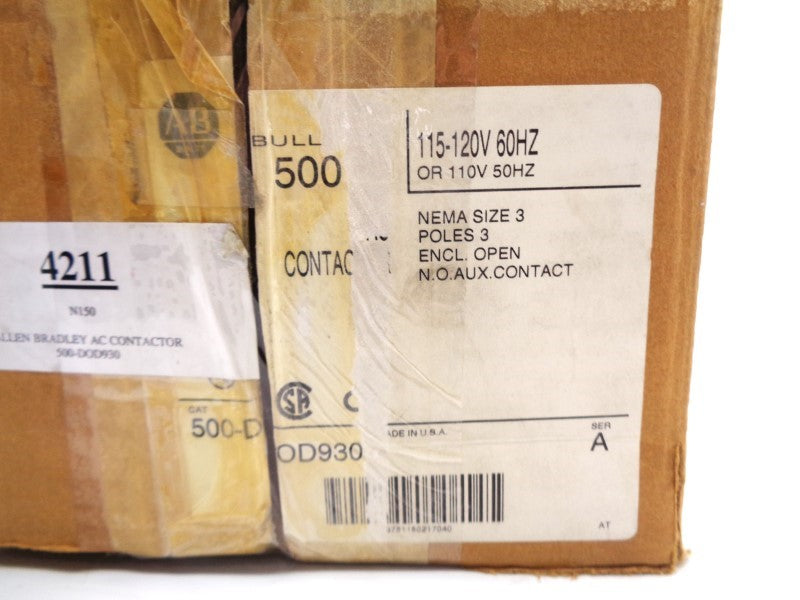 AB
BULL
500
115-120V 60HZ
OR 110V 50HZ
NEMA SIZE 3
POLES 3
ENCL. OPEN
N.O.AUX.CONTACT
CONTAC
4211
N150
LLEN BRADLEY AC CONTACTOR
500-DOD930
CAT
500-D
OD930
ADE IN U.S.A.
SER
A
AT